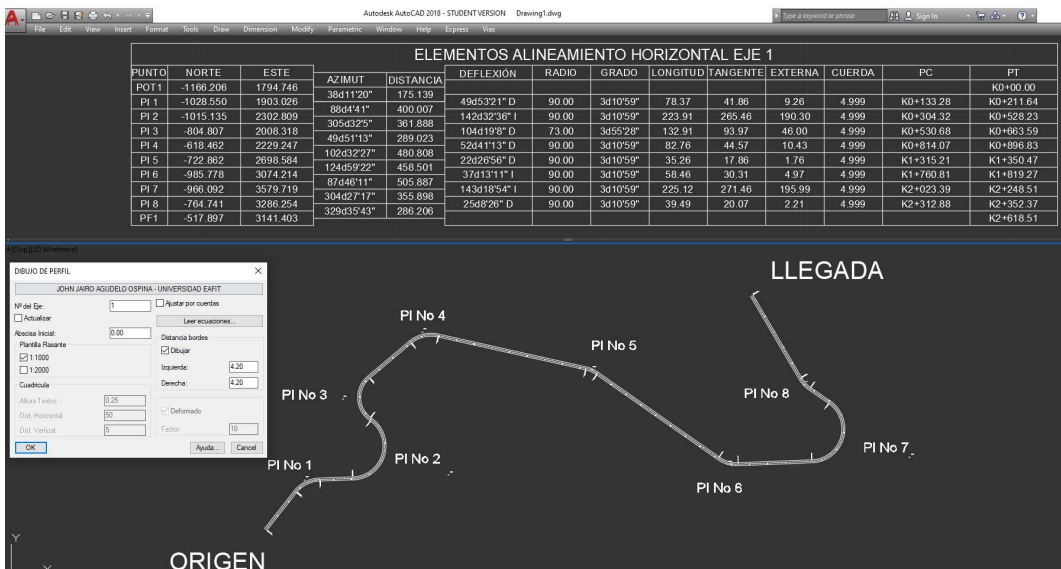 Autodesk AutoCAD 2018 - STUDENT VERSION Drawing1.dwg
Type a keyword or phrase
Sign In
File Edit View Insert Format Tools Draw Dimension Modify Parametric Window Help Express Vias
ELEMENTOS ALINEAMIENTO HORIZONTAL EJE 1
PUNTO NORTE ESTE AZIMUT DISTANCIA DEFLEXIÓN RADIO GRADO LONGITUD TANGENTE EXTERNA CUERDA PC PT
POT1 -1166.206 1794.746 K0+00.00
38d11'20" 175.139
PI 1 -1028.550 1903.026 49d53'21" D 90.00 3d10'59" 78.37 41.86 9.26 4.999 K0+133.28 K0+211.64
88d4'41" 400.007
PI 2 -1015.135 2302.809 142d32'36" I 90.00 3d10'59" 223.91 265.46 190.30 4.999 K0+304.32 K0+528.23
305d32'5" 361.888
PI 3 -804.807 2008.318 104d19'8" D 73.00 3d55'28" 132.91 93.97 46.00 4.999 K0+530.68 K0+663.59
49d51'13" 289.023
PI 4 -618.462 2229.247 52d41'13" D 90.00 3d10'59" 82.76 44.57 10.43 4.999 K0+814.07 K0+896.83
102d32'27" 480.808
PI 5 -722.862 2698.584 22d26'56" D 90.00 3d10'59" 35.26 17.86 1.76 4.999 K1+315.21 K1+350.47
124d59'22" 458.501
PI 6 -985.778 3074.214 37d13'11" I 90.00 3d10'59" 58.46 30.31 4.97 4.999 K1+760.81 K1+819.27
87d46'11" 505.887
PI 7 -966.092 3579.719 143d18'54" I 90.00 3d10'59" 225.12 271.46 195.99 4.999 K2+023.39 K2+248.51
304d27'17" 355.898
PI 8 -764.741 3286.254 25d8'26" D 90.00 3d10'59" 39.49 20.07 2.21 4.999 K2+312.88 K2+352.37
329d35'43" 286.206
PF1 -517.897 3141.403 K2+618.51
[Top][2D Wireframe]
DIBUJO DE PERFIL
JOHN JAIRO AGUDELO OSPINA - UNIVERSIDAD EAFIT
Nº del Eje: 1
Ajustar por cuerdas
Actualizar
Leer ecuaciones...
Abscisa Inicial: 0.00
Distancia bordes
Plantilla Rasante
Dibujar
1:1000
Izquierda: 4.20
1:2000
Derecha: 4.20
Cuadricula
Altura Textos : 0.25
Deformado
Dist. Horizontal: 50
Factor: 10
Dist. Vertical: 5
OK Ayuda... Cancel
LLEGADA
PI No 4
PI No 5
PI No 3
PI No 8
PI No 7
PI No 2
PI No 1
PI No 6
ORIGEN
Y
X